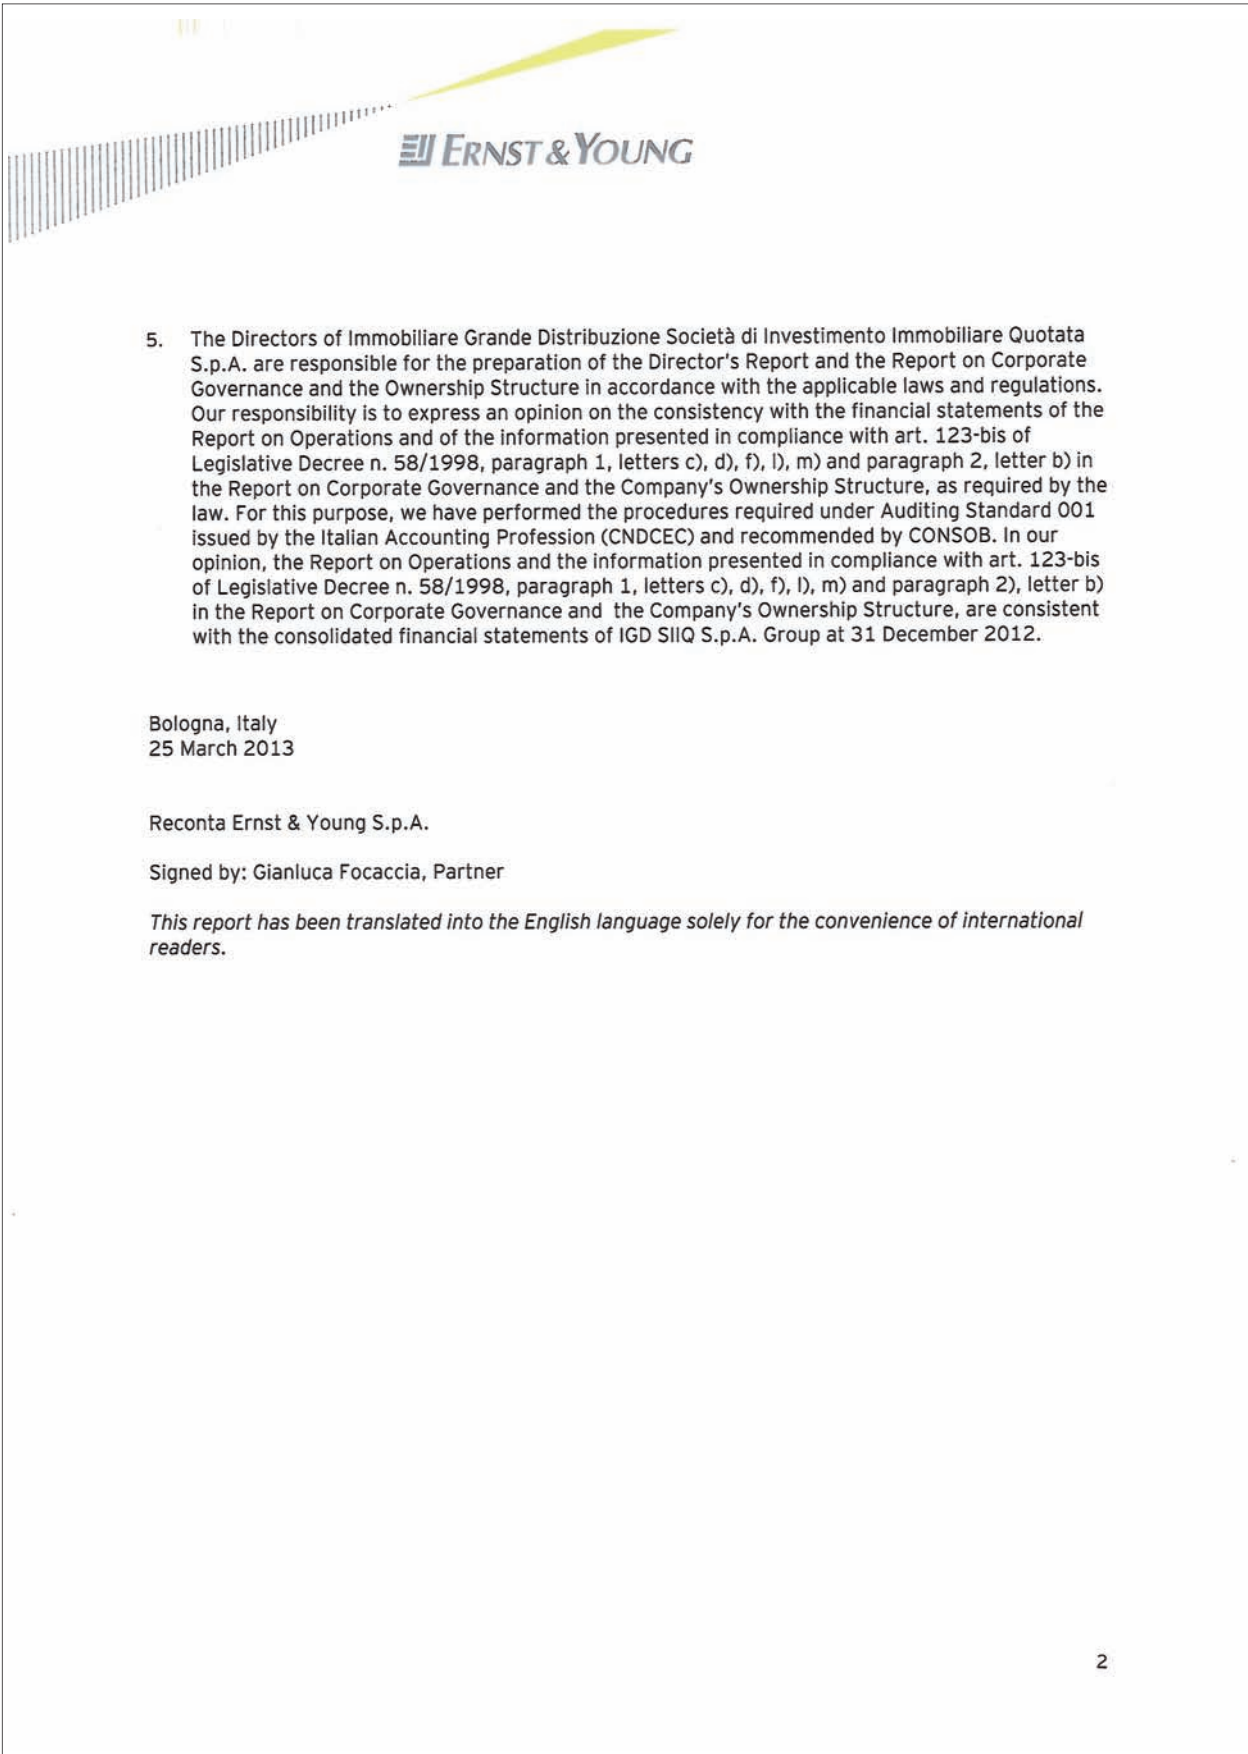 ERNST & YOUNG
5. The Directors of Immobiliare Grande Distribuzione Società di Investimento Immobiliare Quotata
S.p.A. are responsible for the preparation of the Director's Report and the Report on Corporate
Governance and the Ownership Structure in accordance with the applicable laws and regulations.
Our responsibility is to express an opinion on the consistency with the financial statements of the
Report on Operations and of the information presented in compliance with art. 123-bis of
Legislative Decree n. 58/1998, paragraph 1, letters c), d), f), l), m) and paragraph 2, letter b) in
the Report on Corporate Governance and the Company's Ownership Structure, as required by the
law. For this purpose, we have performed the procedures required under Auditing Standard 001
issued by the Italian Accounting Profession (CNDCEC) and recommended by CONSOB. In our
opinion, the Report on Operations and the information presented in compliance with art. 123-bis
of Legislative Decree n. 58/1998, paragraph 1, letters c), d), f), l), m) and paragraph 2), letter b)
in the Report on Corporate Governance and the Company's Ownership Structure, are consistent
with the consolidated financial statements of IGD SIIQ S.p.A. Group at 31 December 2012.
Bologna, Italy
25 March 2013
Reconta Ernst & Young S.p.A.
Signed by: Gianluca Focaccia, Partner
This report has been translated into the English language solely for the convenience of international
readers.
2